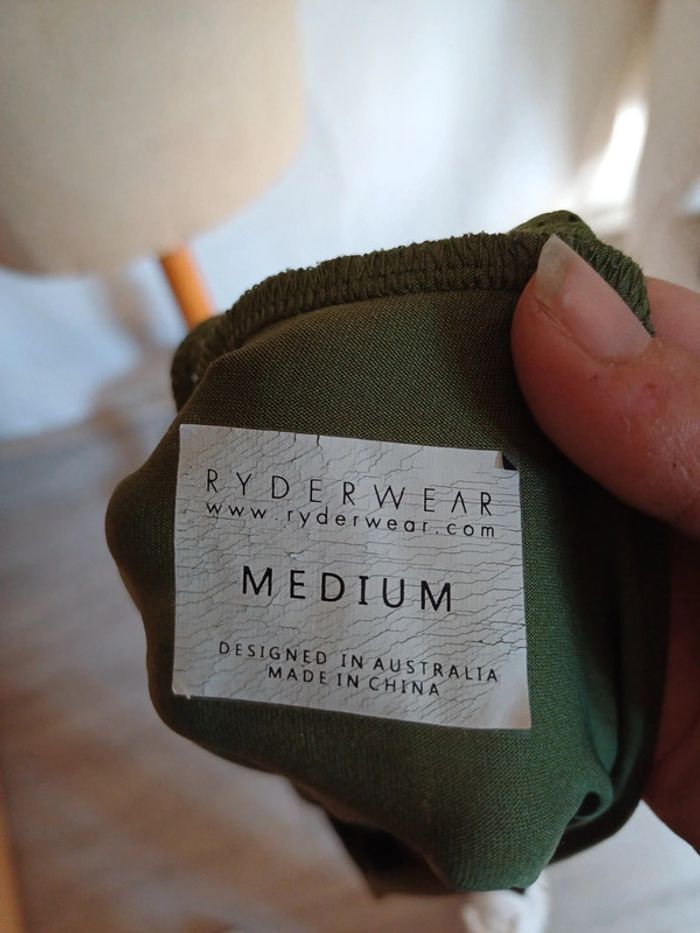 RYDERWEAR
www.ryderwear.com
MEDIUM
DESIGNED IN AUSTRALIA
MADE IN CHINA